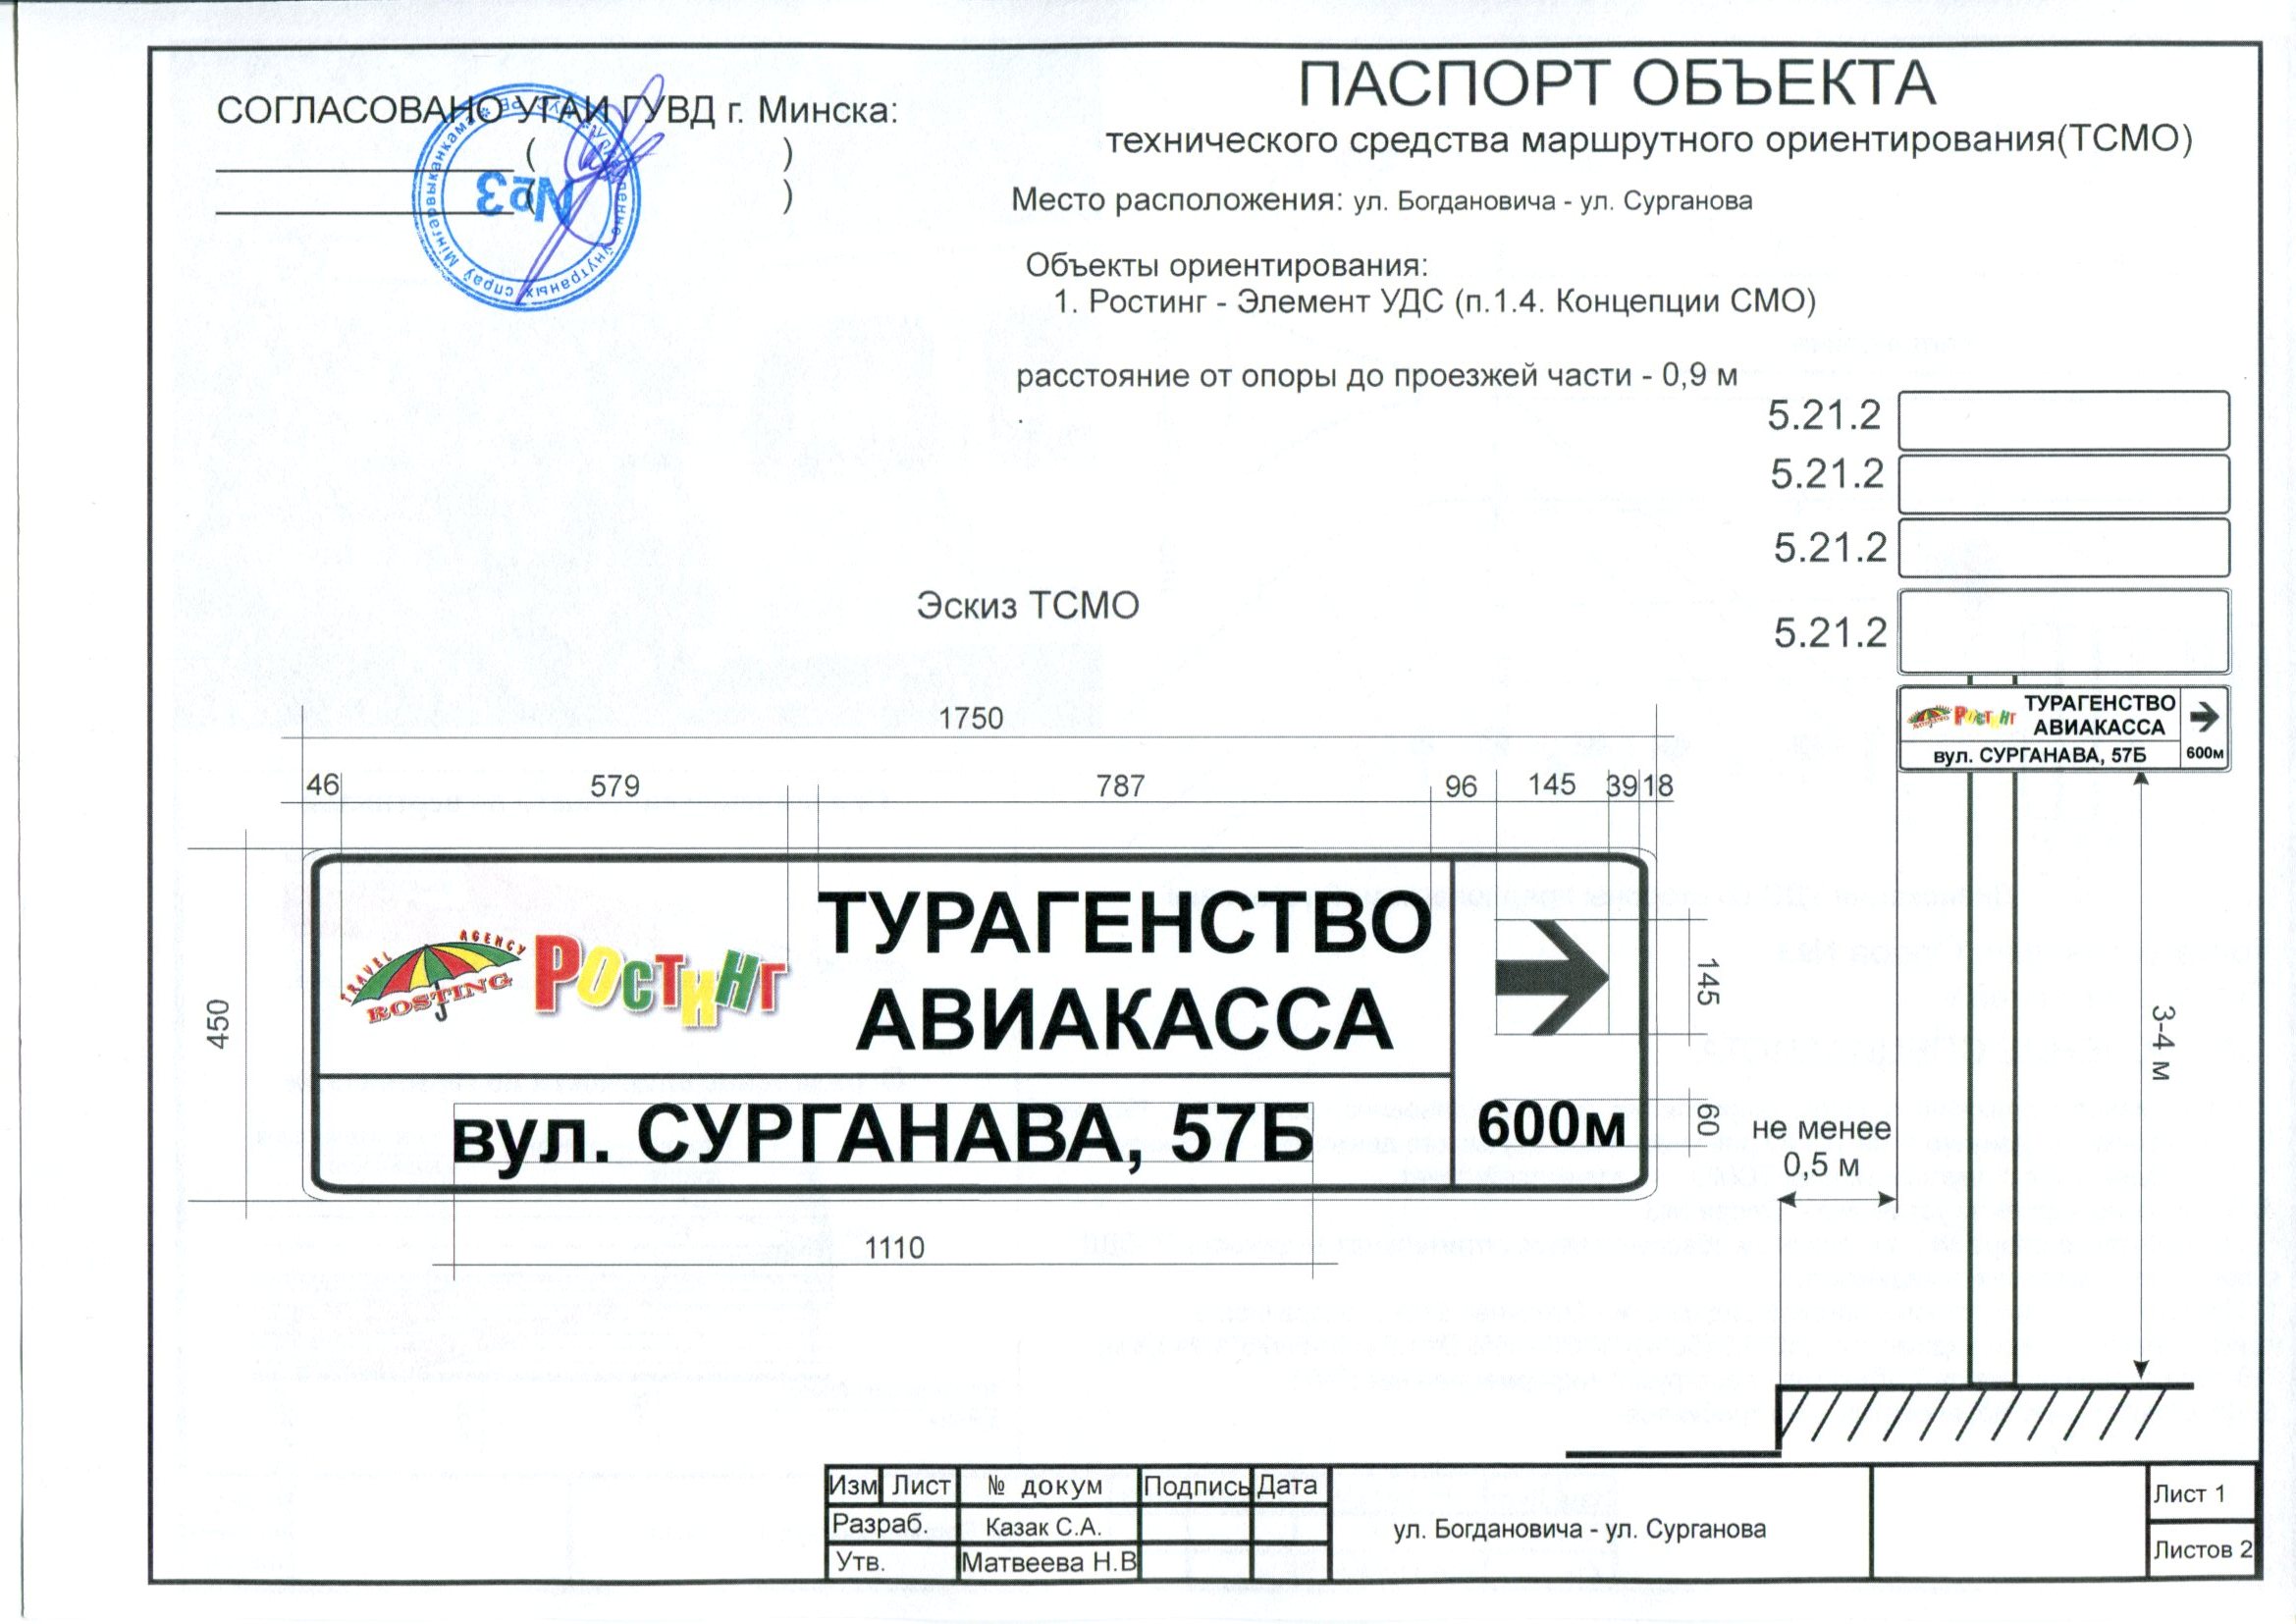 СОГЛАСОВАНО УГАИ ГУВД г. Минска:
( )
( )
№3
ПАСПОРТ ОБЪЕКТА
технического средства маршрутного ориентирования(ТСМО)
Место расположения: ул. Богдановича - ул. Сурганова
Объекты ориентирования:
1. Ростинг - Элемент УДС (п.1.4. Концепции СМО)
расстояние от опоры до проезжей части - 0,9 м
5.21.2
5.21.2
5.21.2
5.21.2
РОСТИНГ ТУРАГЕНСТВО
АВИАКАССА
вул. СУРГАНАВА, 57Б 600м
Эскиз ТСМО
1750
46 579 787 96 145 39 18
450
TRAVEL AGENCY
ROSTING
РОСТИНГ
ТУРАГЕНСТВО
АВИАКАССА
145
вул. СУРГАНАВА, 57Б
600м
60
1110
не менее
0,5 м
3-4 м
Изм Лист № докум Подпись Дата
Разраб. Казак С.А.
Утв. Матвеева Н.В
ул. Богдановича - ул. Сурганова
Лист 1
Листов 2